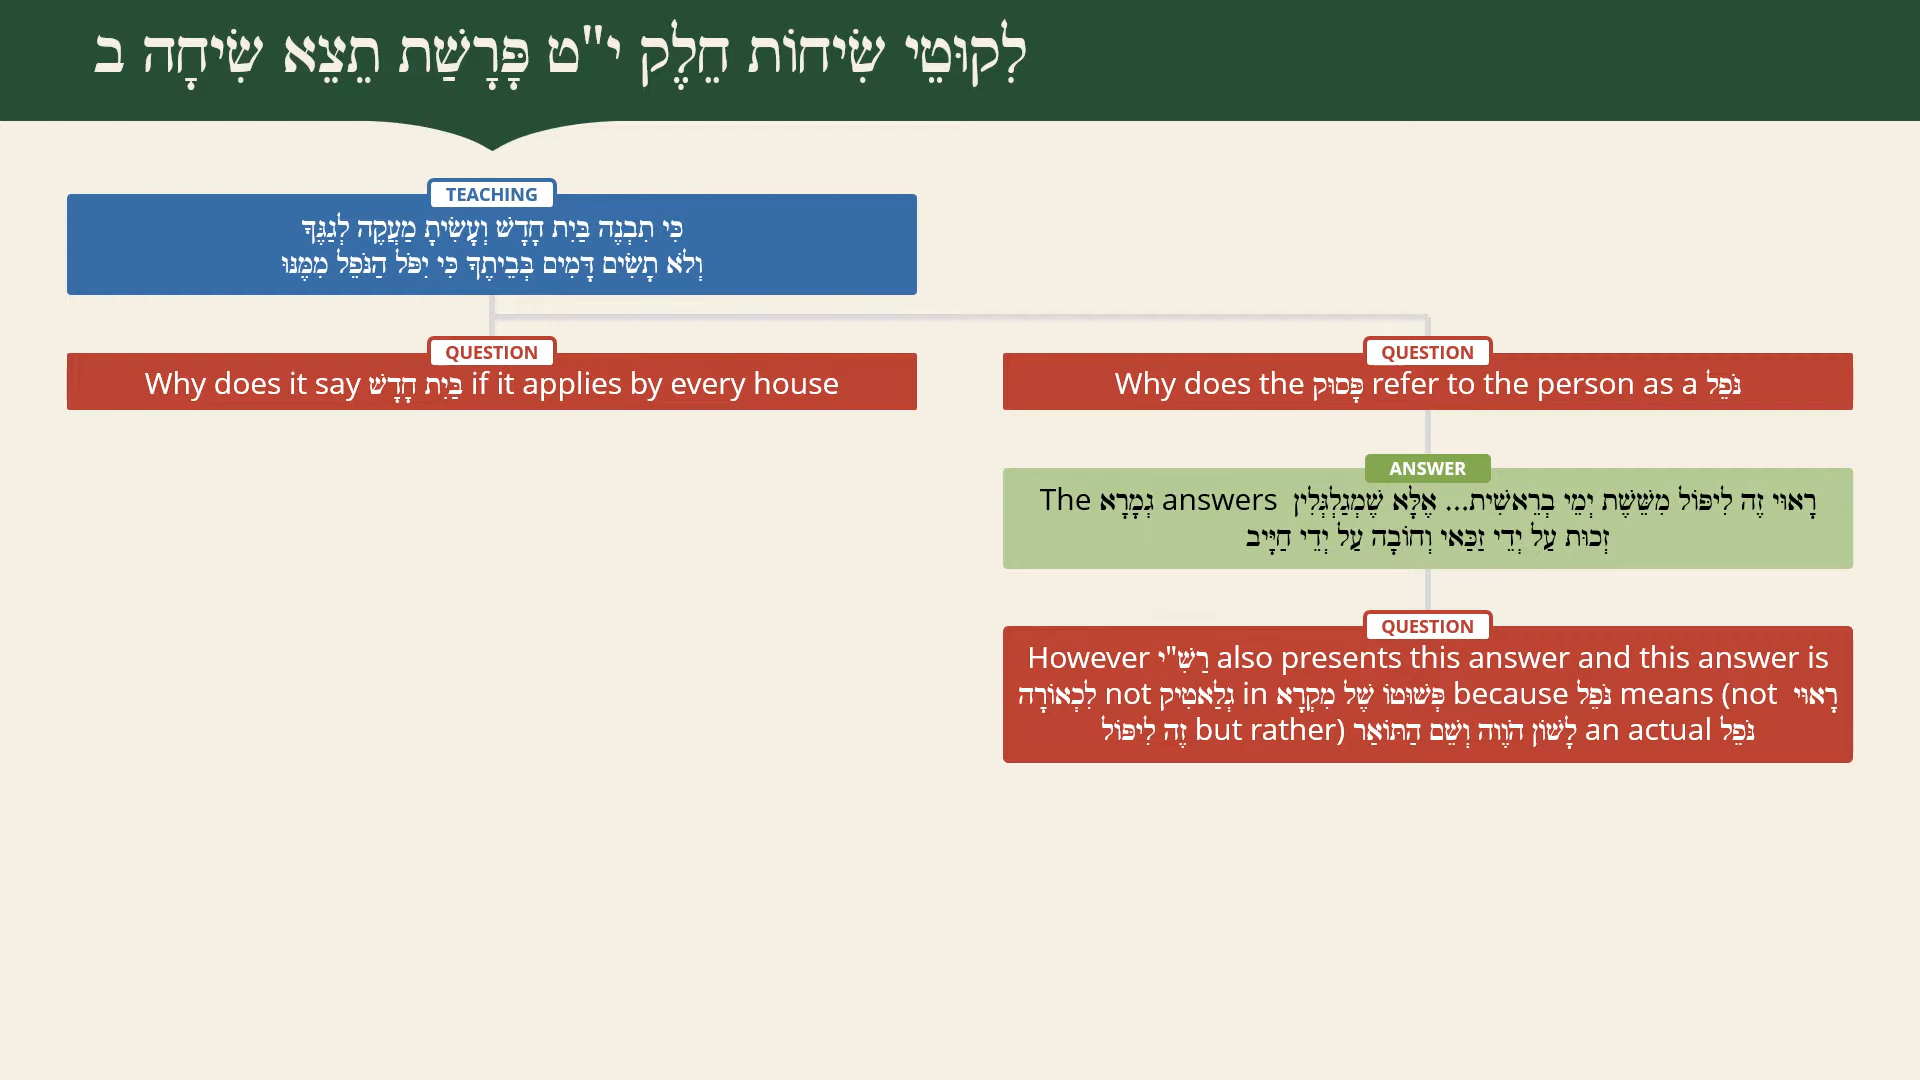 לִקוּטֵי שִׂיחוֹת חֵלֶק י"ט פָּרָשַׁת תֵצֵא שִׂיחָה ב
TEACHING
כִּי תִבְנֶה בַּיִת חָדָשׁ וְעָשִׂיתָ מַעֲקֶה לְגַגֶּךָ
וְלֹא תָשִׂים דָּמִים בְּבֵיתֶךָ כִּי יִפֹּל הַנֹּפֵל מִמֶּנּוּ
QUESTION
Why does it say בַּיִת חָדָשׁ if it applies by every house
QUESTION
Why does the פָּסוּק refer to the person as a נֹפֵל
ANSWER
The גְמָרָא answers רָאוּי זֶה לִיפּוֹל מִשֵּׁשֶׁת יְמֵי בְרֵאשִׁית... אֶלָּא שֶׁמְגַלְגְּלִין
זְכוּת עַל יְדֵי זַכַּאי וְחוֹבָה עַל יְדֵי חַיָּיב
QUESTION
However רַשִׁ"י also presents this answer and this answer is
לִכְאוֹרָה not גְלַאטִיק in פְּשׁוּטוֹ שֶׁל מִקְרָא because נֹפֵל means (not רָאוּי
זֶה לִיפּוֹל but rather) לָשׁוֹן הֹוֶוה וְשֵׁם הַתּוֹאַר an actual נֹפֵל